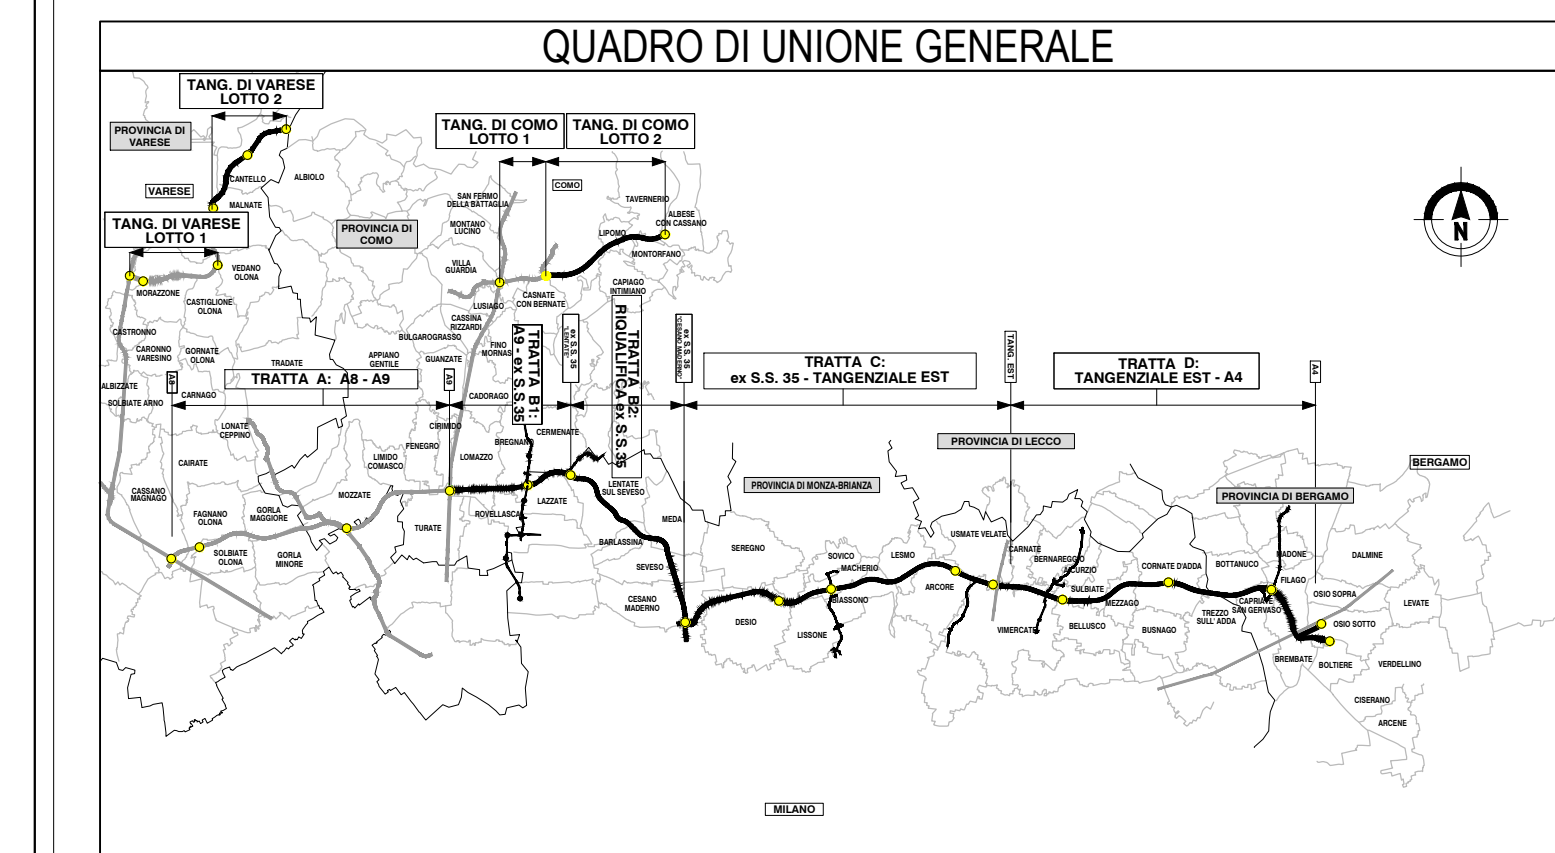 QUADRO DI UNIONE GENERALE
TANG. DI VARESE
LOTTO 2
PROVINCIA DI
VARESE
CANTELLO
ALBIOLO
VARESE
MALNATE
TANG. DI VARESE
LOTTO 1
VEDANO
OLONA
MORAZZONE
CASTIGLIONE
OLONA
PROVINCIA DI
COMO
TANG. DI COMO
LOTTO 1
TANG. DI COMO
LOTTO 2
COMO
SAN FERMO
DELLA BATTAGLIA
MONTANO
LUCINO
VILLA
GUARDIA
TAVERNERIO
ALBESE
CON CASSANO
LIPOMO
MONTORFANO
CAPIAGO
INTIMIANO
LUSIAGO
CASNATE
CON BERNATE
CASSINA
RIZZARDI
BULGAROGRASSO
FINO
MORNAS
CASTRONNO
CARONNO
VARESINO
GORNATE
OLONA
TRADATE
APPIANO
GENTILE
GUANZATE
ALBIZZATE
SOLBIATE ARNO
CARNAGO
CADORAGO
A8
TRATTA A: A8 - A9
A9
TRATTA B1:
A9 - ex S.S.35
ex S.S. 35
"LENTATE"
TRATTA B2:
RIQUALIFICA ex S.S.35
ex S.S. 35
"CESANO MADERNO"
TRATTA C:
ex S.S. 35 - TANGENZIALE EST
TANG. EST
TRATTA D:
TANGENZIALE EST - A4
A4
LONATE
CEPPINO
CIRIMIDO
FENEGRO
LOMAZZO
BREGNANO
CERMENATE
CAIRATE
LIMIDO
COMASCO
CASSANO
MAGNAGO
MOZZATE
FAGNANO
OLONA
GORLA
MAGGIORE
TURATE
ROVELLASCA
LAZZATE
LENTATE
SUL SEVESO
SOLBIATE
OLONA
GORLA
MINORE
MEDA
BARLASSINA
SEVESO
CESANO
MADERNO
PROVINCIA DI LECCO
PROVINCIA DI MONZA-BRIANZA
BERGAMO
PROVINCIA DI BERGAMO
SEREGNO
SOVICO
MACHERIO
LESMO
USMATE VELATE
CARNATE
BERNAREGGIO
AICURZIO
ARCORE
SULBIATE
CORNATE D'ADDA
BOTTANUCO
MADONE
DALMINE
FILAGO
OSIO SOPRA
BIASSONO
DESIO
LISSONE
VIMERCATE
BELLUSCO
MEZZAGO
BUSNAGO
TREZZO
SULL' ADDA
CAPRIATE
SAN GERVASO
LEVATE
OSIO SOTTO
BREMBATE
BOLTIERE
VERDELLINO
CISERANO
ARCENE
N
MILANO